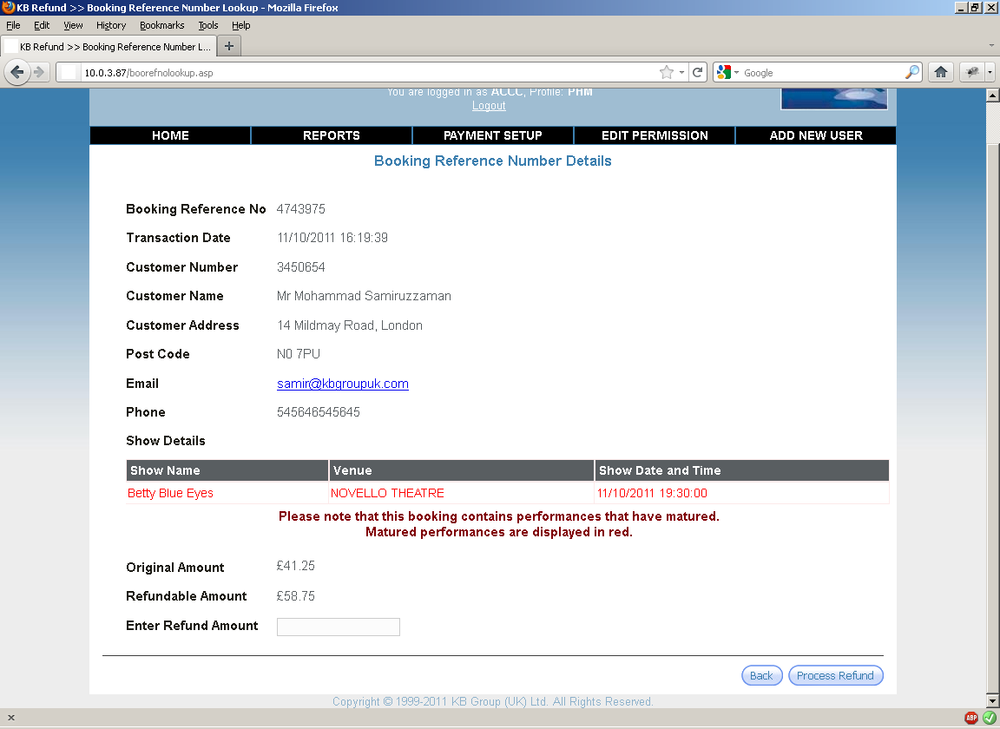 KB Refund >> Booking Reference Number Lookup - Mozilla Firefox
File Edit View History Bookmarks Tools Help
KB Refund >> Booking Reference Number L... +
10.0.3.87/boorefnolookup.asp Google
You are logged in as ACCC, Profile: PHM
Logout
HOME REPORTS PAYMENT SETUP EDIT PERMISSION ADD NEW USER
Booking Reference Number Details
Booking Reference No 4743975
Transaction Date 11/10/2011 16:19:39
Customer Number 3450654
Customer Name Mr Mohammad Samiruzzaman
Customer Address 14 Mildmay Road, London
Post Code N0 7PU
Email samir@kbgroupuk.com
Phone 545646545645
Show Details
Show Name Venue Show Date and Time
Betty Blue Eyes NOVELLO THEATRE 11/10/2011 19:30:00
Please note that this booking contains performances that have matured.
Matured performances are displayed in red.
Original Amount £41.25
Refundable Amount £58.75
Enter Refund Amount
Back Process Refund
Copyright © 1999-2011 KB Group (UK) Ltd. All Rights Reserved.
ABP